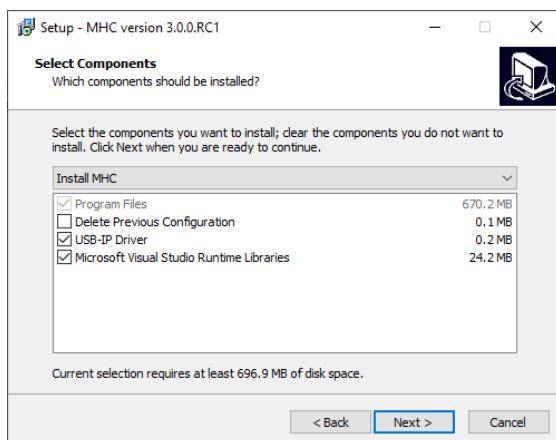 Setup - MHC version 3.0.0.RC1
Select Components
Which components should be installed?
Select the components you want to install; clear the components you do not want to
install. Click Next when you are ready to continue.
Install MHC
Program Files 670.2 MB
Delete Previous Configuration 0.1 MB
USB-IP Driver 0.2 MB
Microsoft Visual Studio Runtime Libraries 24.2 MB
Current selection requires at least 696.9 MB of disk space.
< Back Next > Cancel